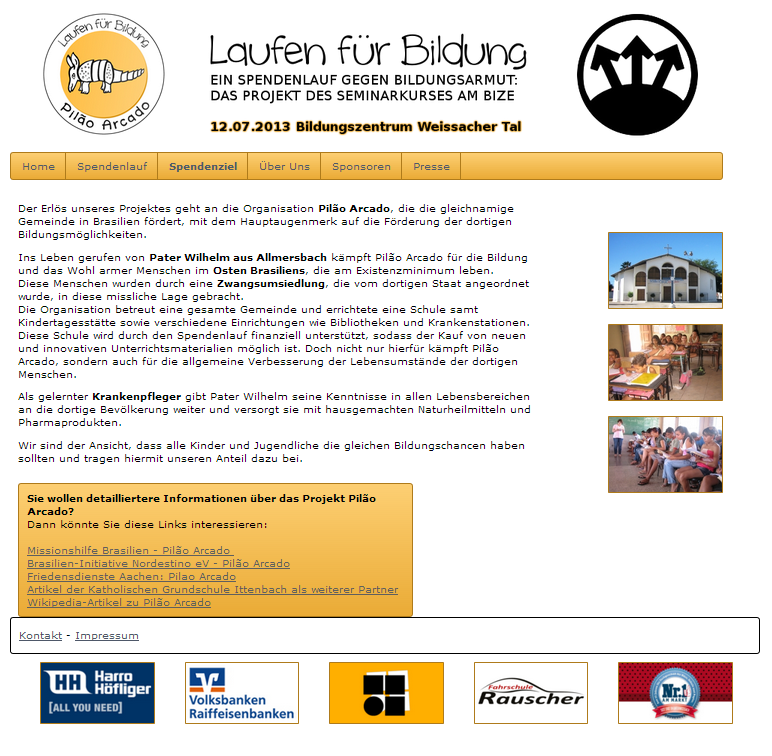 Laufen für Bildung
Pilão Arcado
Laufen für Bildung
EIN SPENDENLAUF GEGEN BILDUNGSARMUT:
DAS PROJEKT DES SEMINARKURSES AM BIZE
12.07.2013 Bildungszentrum Weissacher Tal
Home Spendenlauf Spendenziel Über Uns Sponsoren Presse
Der Erlös unseres Projektes geht an die Organisation Pilão Arcado, die die gleichnamige
Gemeinde in Brasilien fördert, mit dem Hauptaugenmerk auf die Förderung der dortigen
Bildungsmöglichkeiten.
Ins Leben gerufen von Pater Wilhelm aus Allmersbach kämpft Pilão Arcado für die Bildung
und das Wohl armer Menschen im Osten Brasiliens, die am Existenzminimum leben.
Diese Menschen wurden durch eine Zwangsumsiedlung, die vom dortigen Staat angeordnet
wurde, in diese missliche Lage gebracht.
Die Organisation betreut eine gesamte Gemeinde und errichtete eine Schule samt
Kindertagesstätte sowie verschiedene Einrichtungen wie Bibliotheken und Krankenstationen.
Diese Schule wird durch den Spendenlauf finanziell unterstützt, sodass der Kauf von neuen
und innovativen Unterrichtsmaterialien möglich ist. Doch nicht nur hierfür kämpft Pilão
Arcado, sondern auch für die allgemeine Verbesserung der Lebensumstände der dortigen
Menschen.
Als gelernter Krankenpfleger gibt Pater Wilhelm seine Kenntnisse in allen Lebensbereichen
an die dortige Bevölkerung weiter und versorgt sie mit hausgemachten Naturheilmitteln und
Pharmaprodukten.
Wir sind der Ansicht, dass alle Kinder und Jugendliche die gleichen Bildungschancen haben
sollten und tragen hiermit unseren Anteil dazu bei.
Sie wollen detailliertere Informationen über das Projekt Pilão
Arcado?
Dann könnte Sie diese Links interessieren:
Missionshilfe Brasilien - Pilão Arcado
Brasilien-Initiative Nordestino eV - Pilão Arcado
Friedensdienste Aachen: Pilao Arcado
Artikel der Katholischen Grundschule Ittenbach als weiterer Partner
Wikipedia-Artikel zu Pilão Arcado
Kontakt - Impressum
HH Harro
Höfliger
[ALL YOU NEED]
Volksbanken
Raiffeisenbanken
Fahrschule
Rauscher
Nr.1
AM MARKT